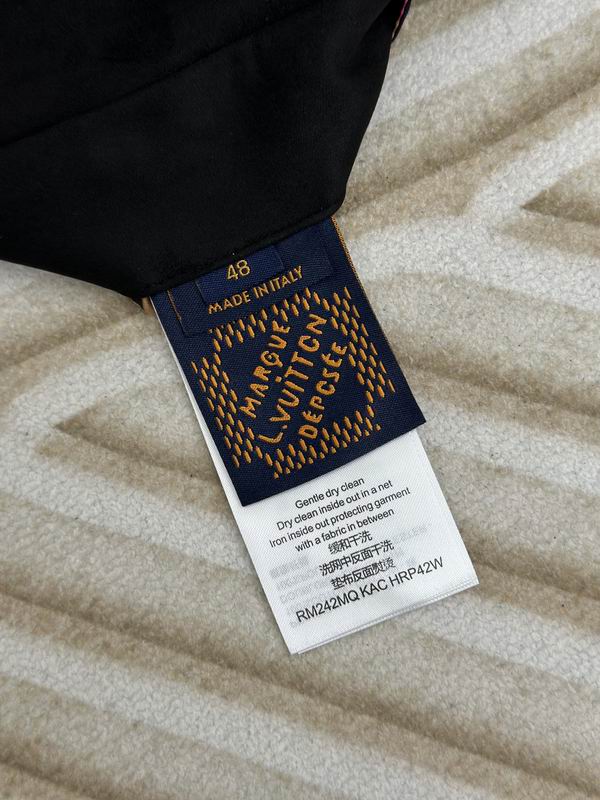 48
MADE IN ITALY
MARQUE
L.VUITTON
DEPOSÉE
Gentle dry clean
Dry clean inside out in a net
Iron inside out protecting garment
with a fabric in between
缓和干洗
洗网中反面干洗
垫布反面熨烫
RM242MQ KAC HRP42W